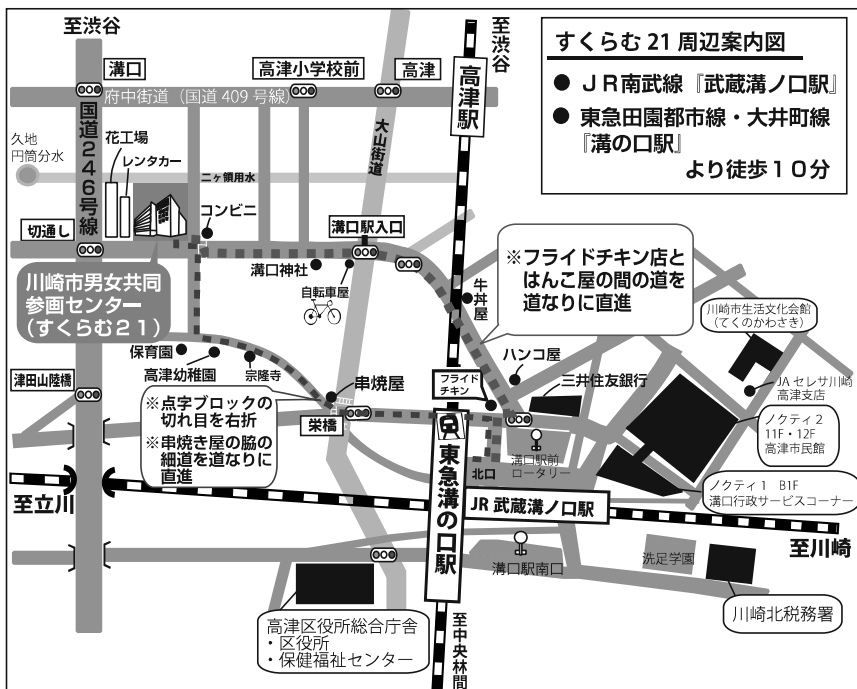 至渋谷
溝口
高津小学校前
高津
至渋谷
高津駅
すくらむ21周辺案内図
● JR南武線『武蔵溝ノ口駅』
● 東急田園都市線・大井町線
『溝の口駅』
より徒歩10分
府中街道（国道409号線）
国道246号線
大山街道
久地
円筒分水
花工場
レンタカー
二ヶ領用水
コンビニ
切通し
溝口駅入口
溝口神社
自転車屋
川崎市男女共同
参画センター
（すくらむ21）
※フライドチキン店と
はんこ屋の間の道を
道なりに直進
牛丼屋
川崎市生活文化会館
（てくのかわさき）
保育園
高津幼稚園
宗隆寺
ハンコ屋
三井住友銀行
フライド
チキン
JAセレサ川崎
高津支店
津田山陸橋
串焼屋
※点字ブロックの
切れ目を右折
※串焼き屋の脇の
細道を道なりに
直進
栄橋
ノクティ2
11F・12F
高津市民館
溝口駅前
ロータリー
北口
東急溝の口駅
ノクティ1 B1F
溝口行政サービスコーナー
至立川
JR武蔵溝ノ口駅
至川崎
溝口駅南口
洗足学園
川崎北税務署
高津区役所総合庁舎
・区役所
・保健福祉センター
至中央林間